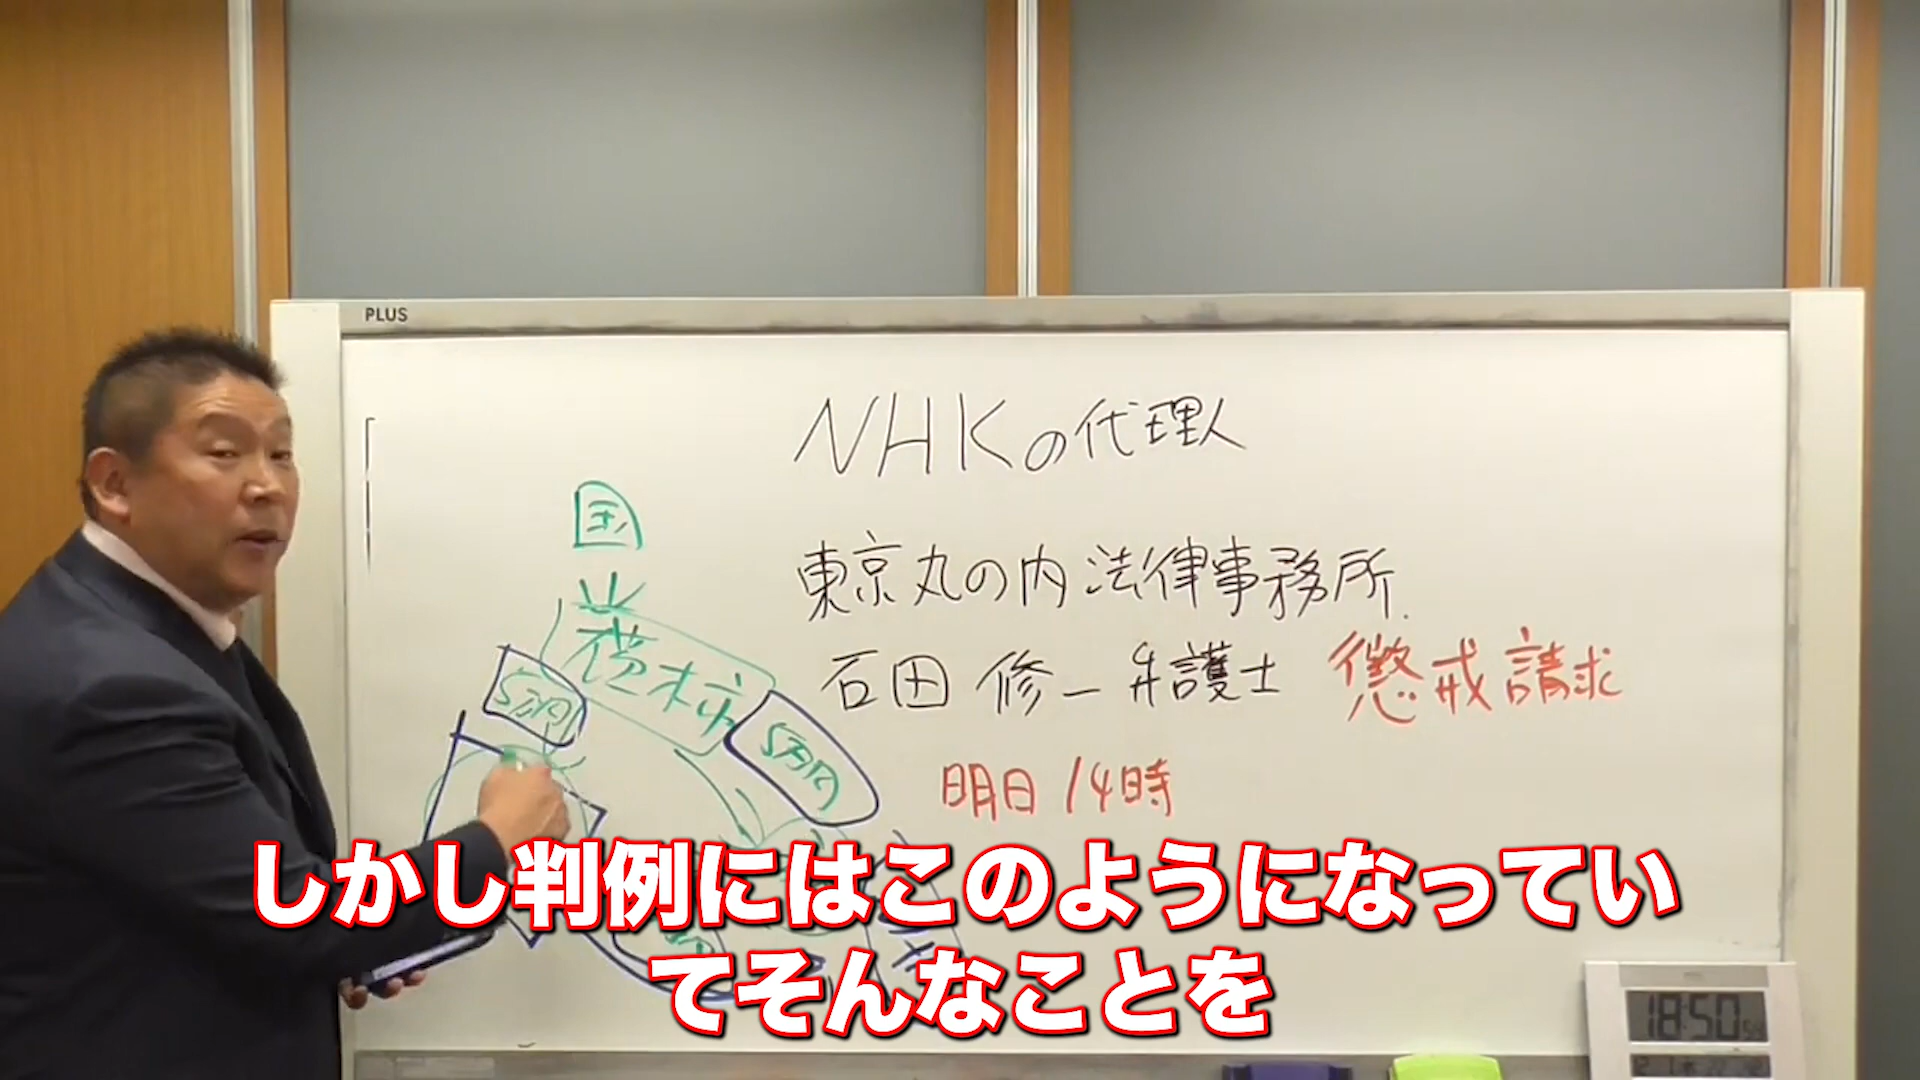 PLUS
NHKの代理人
国
東京丸の内法律事務所
石田修一弁護士 懲戒請求
明日14時
しかし判例にはこのようになってい
てそんなことを
18:50